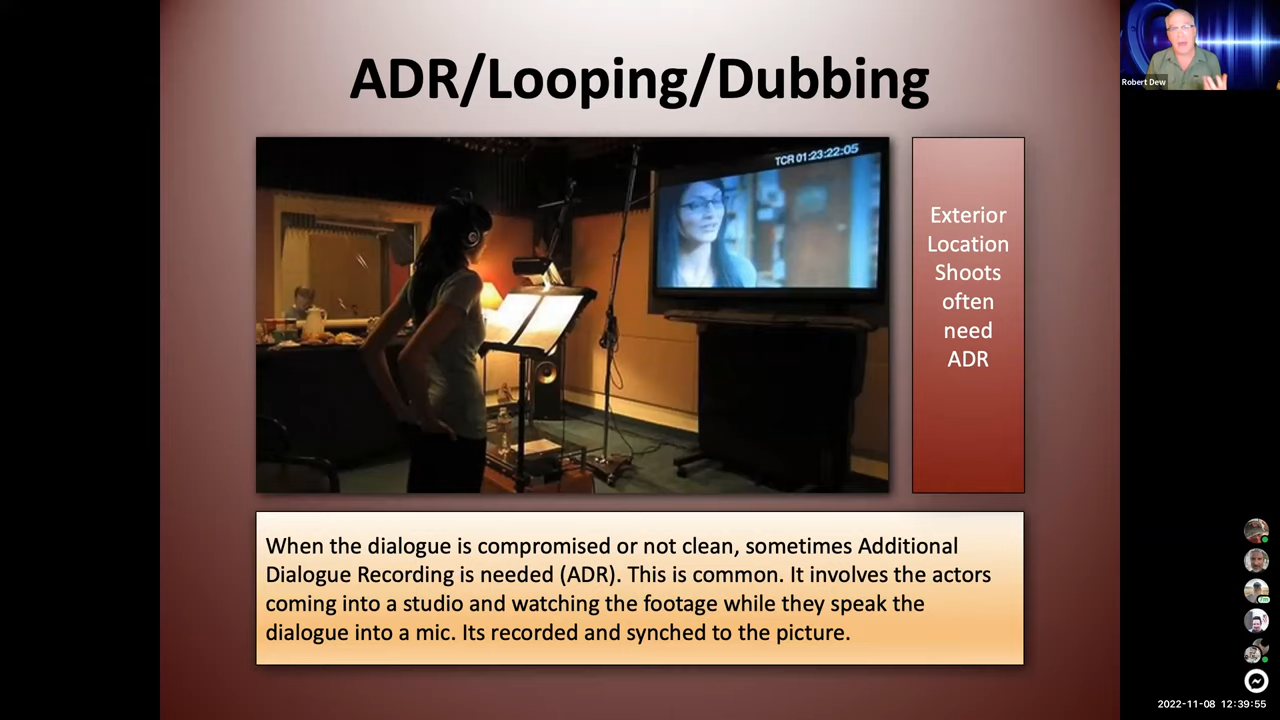 ADR/Looping/Dubbing
TCR 01:23:22:05
Exterior
Location
Shoots
often
need
ADR
When the dialogue is compromised or not clean, sometimes Additional
Dialogue Recording is needed (ADR). This is common. It involves the actors
coming into a studio and watching the footage while they speak the
dialogue into a mic. Its recorded and synched to the picture.
Robert Dew
2022-11-08 12:39:55